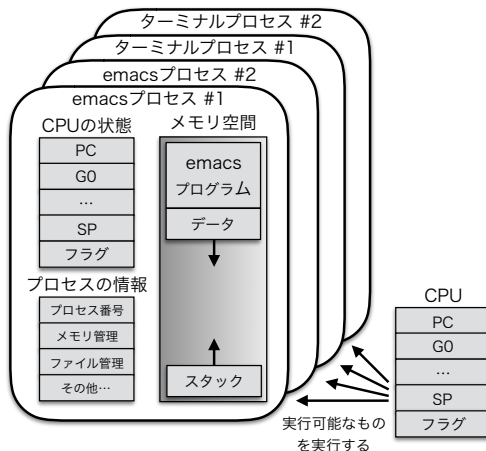 ターミナルプロセス #2
ターミナルプロセス #1
emacsプロセス #2
emacsプロセス #1
CPUの状態
PC
G0
…
SP
フラグ
プロセスの情報
プロセス番号
メモリ管理
ファイル管理
その他…
メモリ空間
emacs
プログラム
データ
スタック
CPU
PC
G0
…
SP
フラグ
実行可能なもの
を実行する